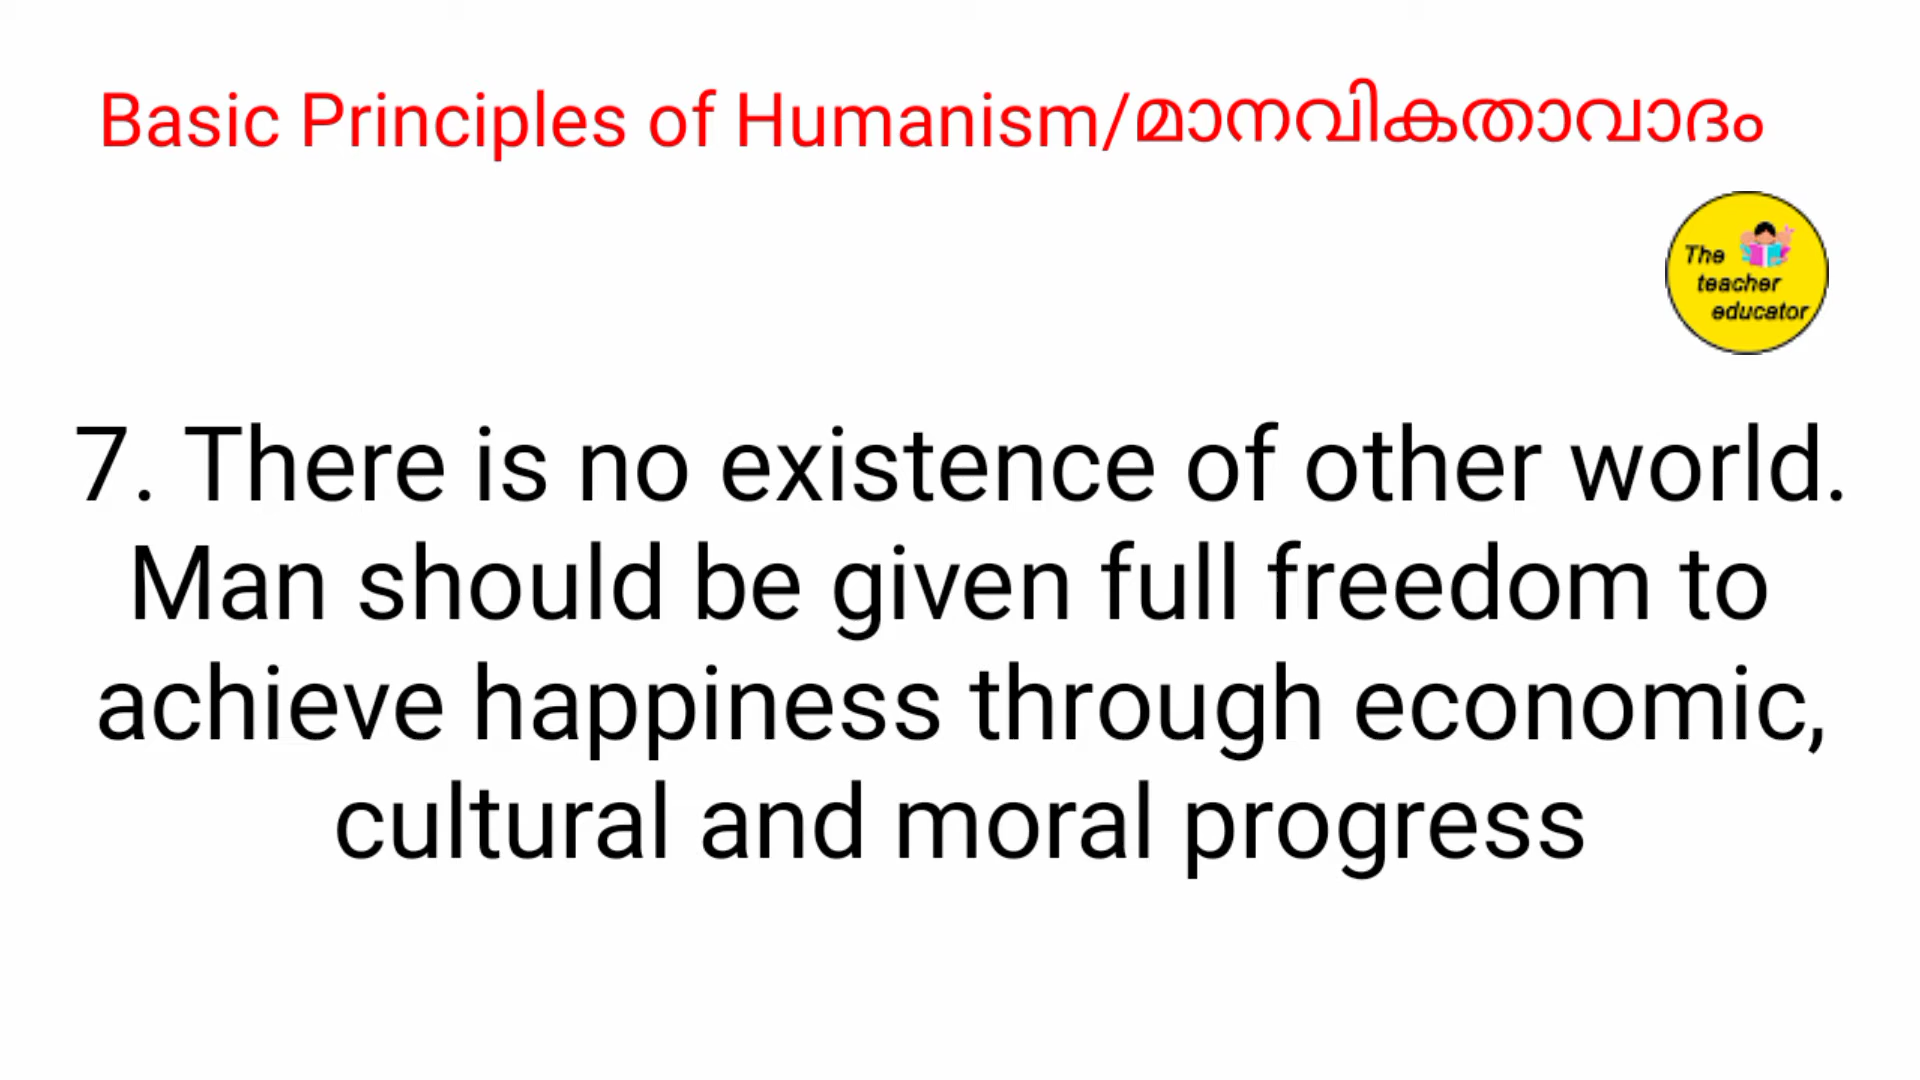 Basic Principles of Humanism/മാനവികതാവാദം
The
teacher
educator
7. There is no existence of other world.
Man should be given full freedom to
achieve happiness through economic,
cultural and moral progress